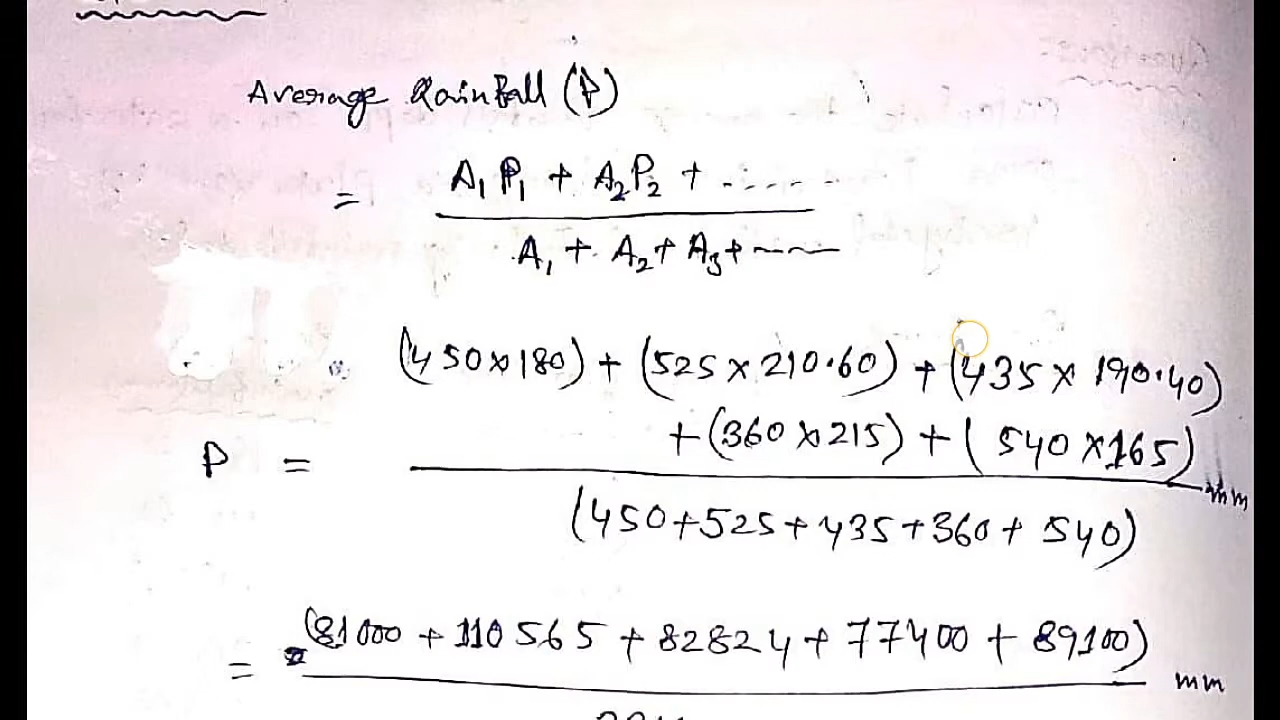 Average Rainfall (P)
= A₁P₁ + A₂P₂ + ........
A₁ + A₂ + A₃ + -----
(450×180) + (525 × 210.60) + (435 × 190.40)
+ (360 × 215) + (540 × 165)
P = mm
(450+525+435+360+540)
(81000 + 110565 + 82824 + 77400 + 89100)
= mm